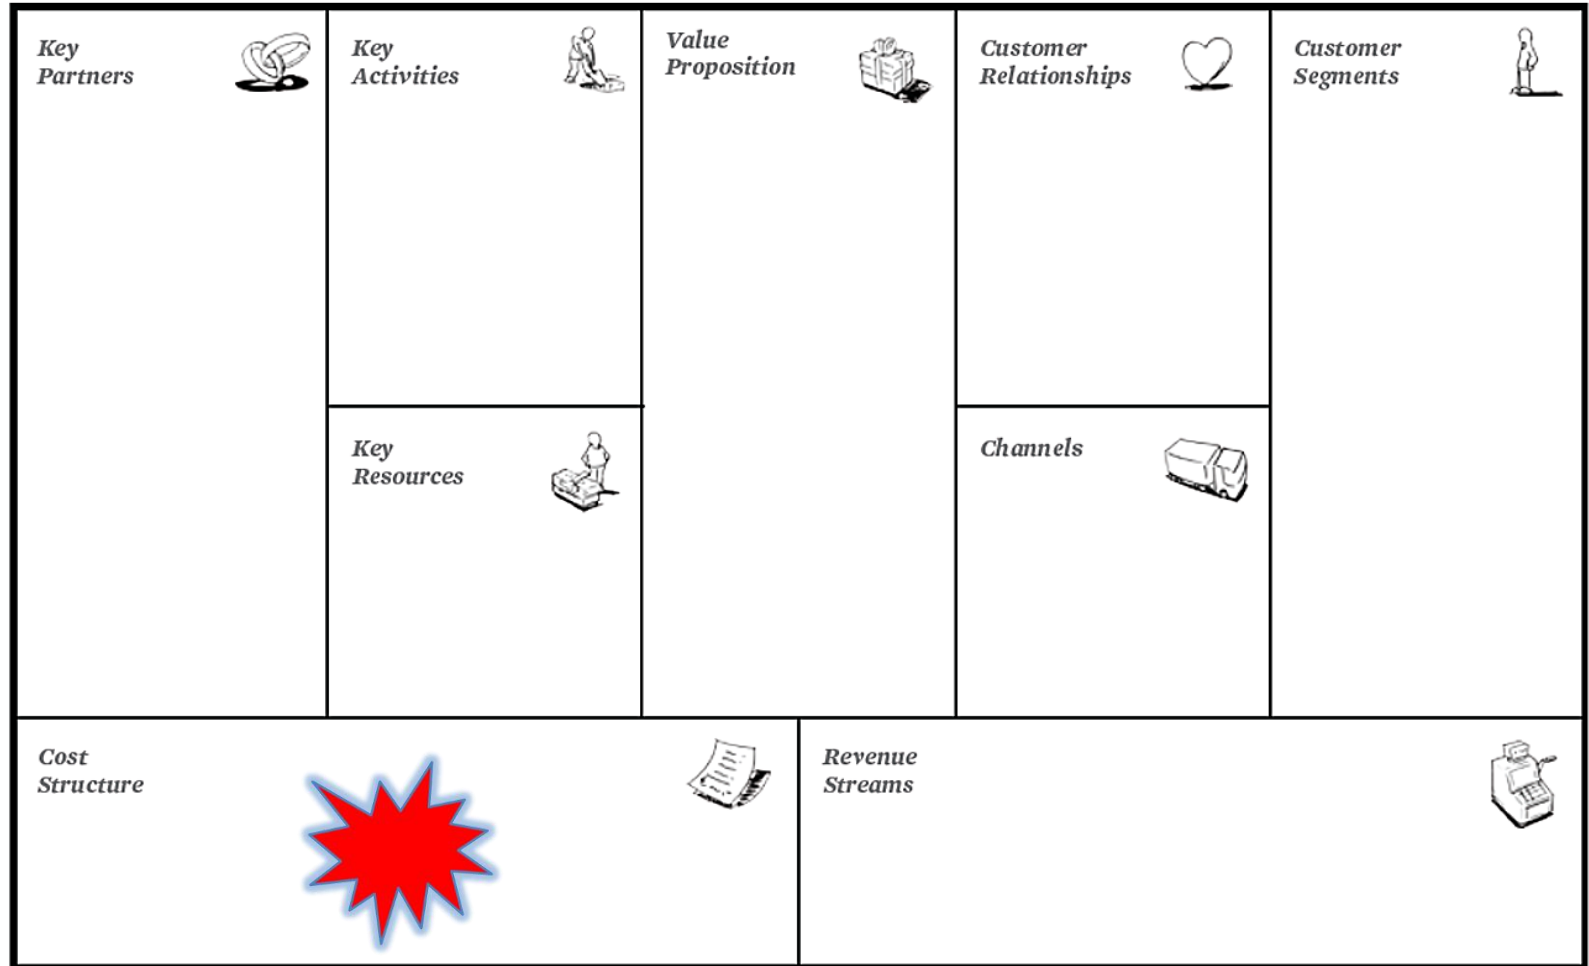 Key
Partners
Key
Activities
Value
Proposition
Customer
Relationships
Customer
Segments
Key
Resources
Channels
Cost
Structure
Revenue
Streams